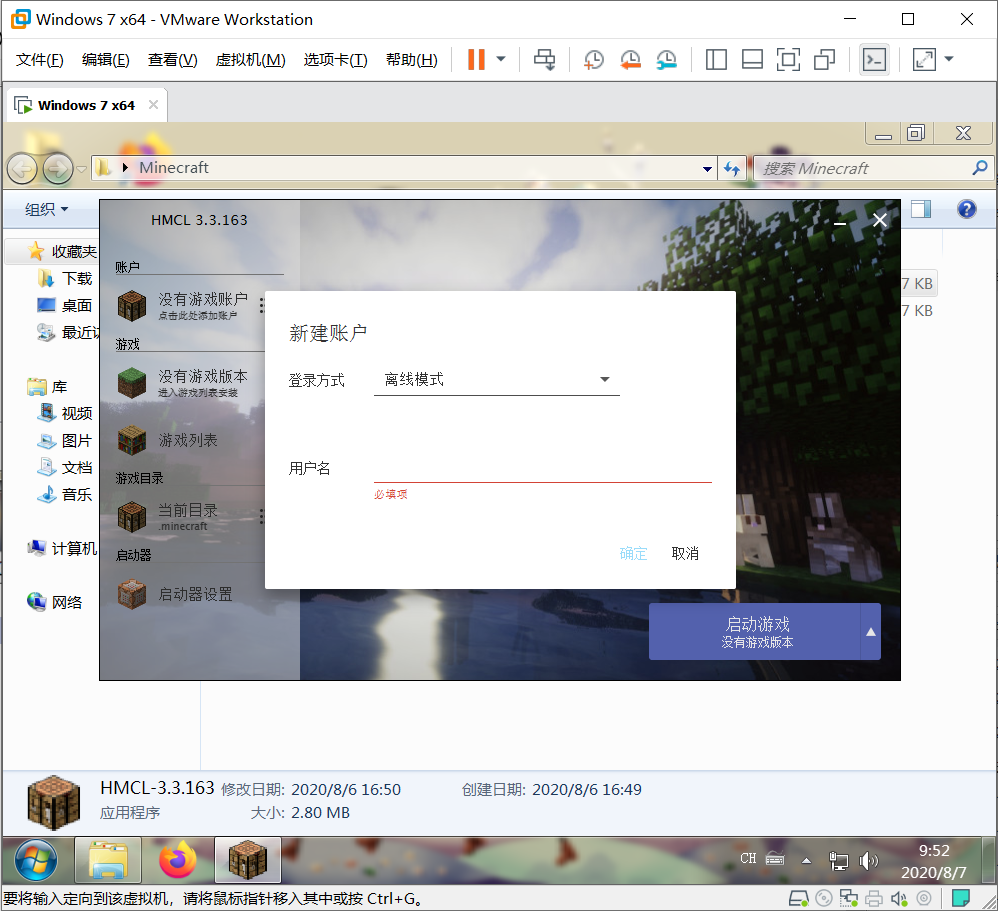 Windows 7 x64 - VMware Workstation
文件(F) 编辑(E) 查看(V) 虚拟机(M) 选项卡(T) 帮助(H)
Windows 7 x64
Minecraft
搜索 Minecraft
组织
HMCL 3.3.163
收藏夹
下载
桌面
最近
库
视频
图片
文档
音乐
计算机
网络
账户
没有游戏账户
点击此处添加账户
游戏
没有游戏版本
进入游戏列表安装
游戏列表
游戏目录
当前目录
.minecraft
启动器
启动器设置
新建账户
登录方式 离线模式
用户名
必填项
确定 取消
7 KB
7 KB
启动游戏
没有游戏版本
HMCL-3.3.163 修改日期: 2020/8/6 16:50 创建日期: 2020/8/6 16:49
应用程序 大小: 2.80 MB
CH
9:52
2020/8/7
要将输入定向到该虚拟机，请将鼠标指针移入其中或按 Ctrl+G。